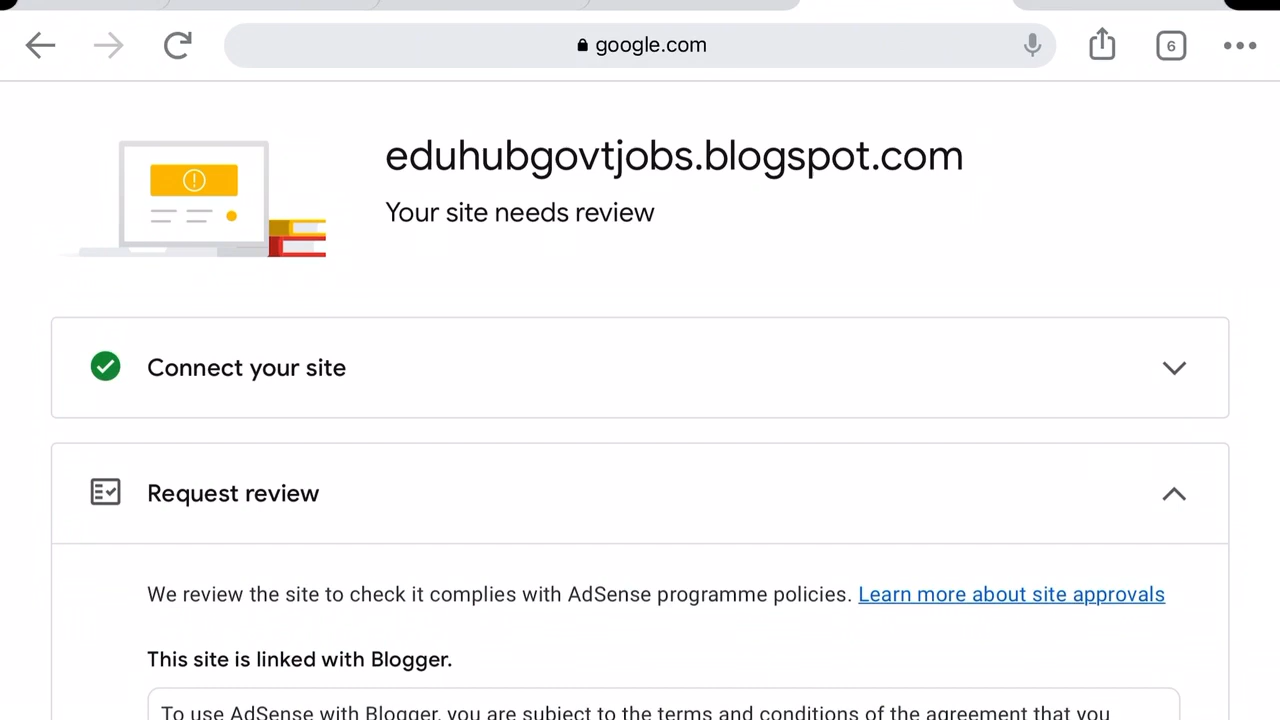 google.com
6
eduhubgovtjobs.blogspot.com
Your site needs review
Connect your site
Request review
We review the site to check it complies with AdSense programme policies. Learn more about site approvals
This site is linked with Blogger.
To use AdSense with Blogger, you are subject to the terms and conditions of the agreement that you